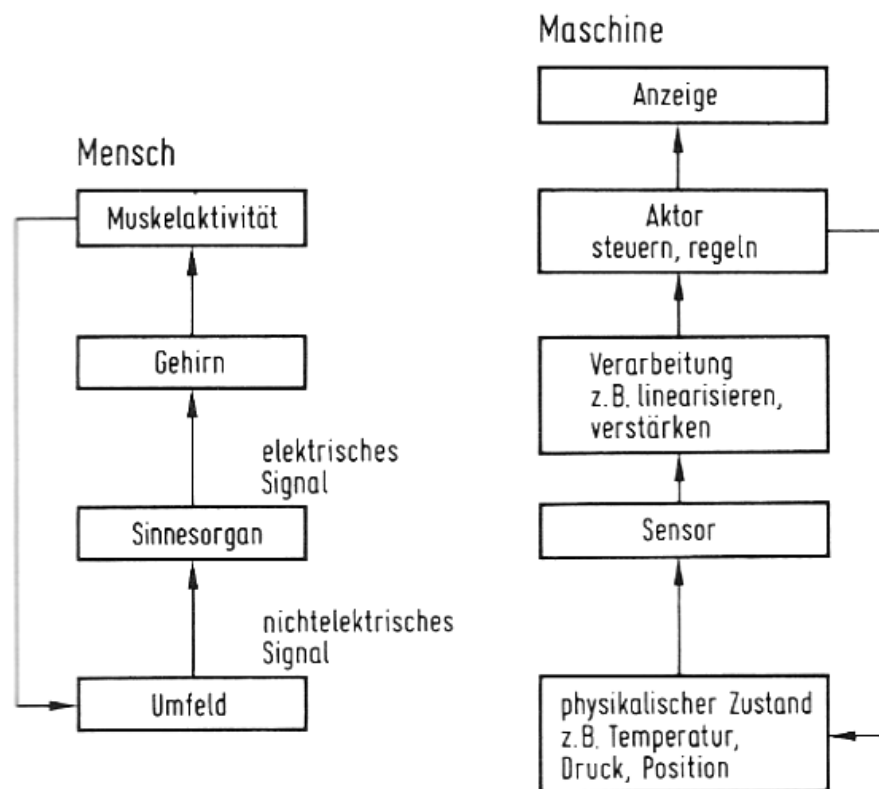 Mensch
Muskelaktivität
Gehirn
elektrisches
Signal
Sinnesorgan
nichtelektrisches
Signal
Umfeld
Maschine
Anzeige
Aktor
steuern, regeln
Verarbeitung
z.B. linearisieren,
verstärken
Sensor
physikalischer Zustand
z.B. Temperatur,
Druck, Position